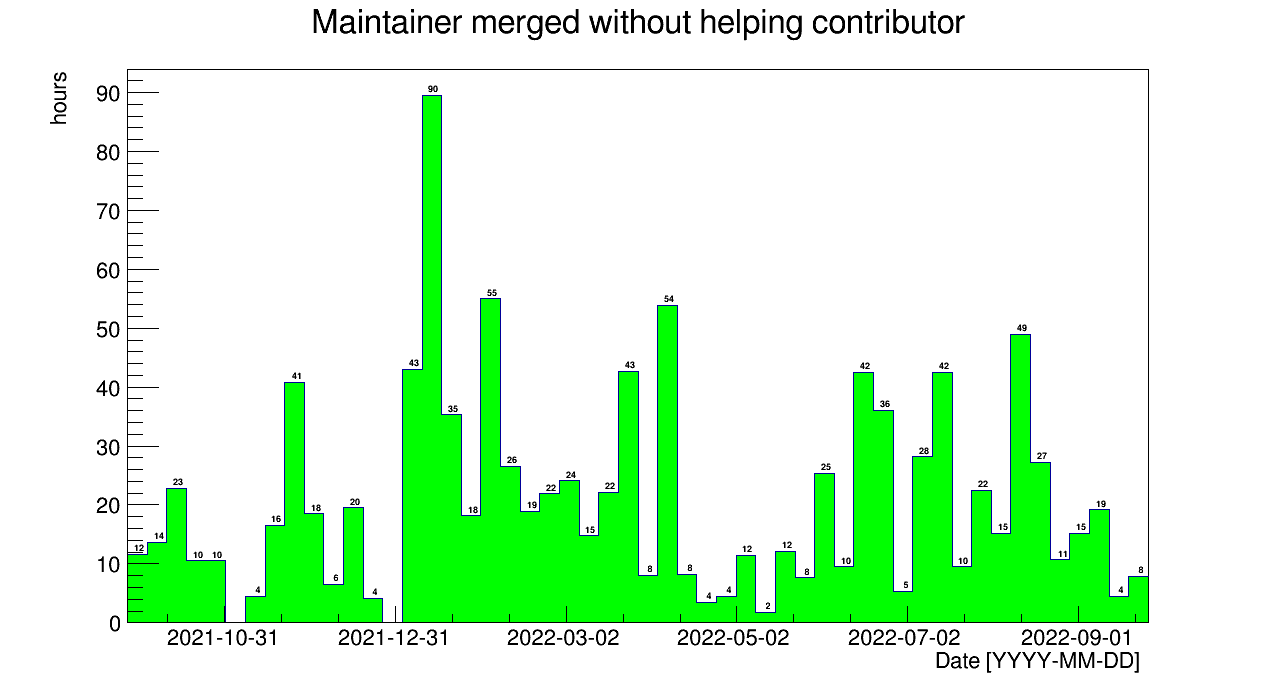 Maintainer merged without helping contributor
hours
90
80
70
60
50
40
30
20
10
0
12 14 23 10 10 4 16 41 18 6 20 4 43 90 35 18 55 26 19 22 24 15 22 43 8 54 8 4 4 12 2 12 8 25 10 42 36 5 28 42 10 22 15 49 27 11 15 19 4 8
2021-10-31 2021-12-31 2022-03-02 2022-05-02 2022-07-02 2022-09-01
Date [YYYY-MM-DD]